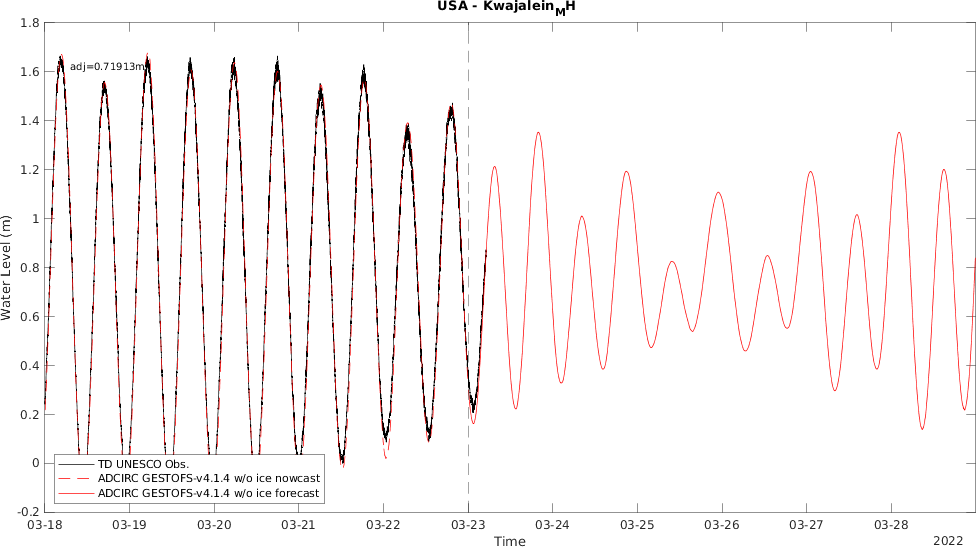 USA - Kwajalein_MH
adj=0.71913m
1.8
1.6
1.4
1.2
1
0.8
0.6
0.4
0.2
0
-0.2
Water Level (m)
TD UNESCO Obs.
ADCIRC GESTOFS-v4.1.4 w/o ice nowcast
ADCIRC GESTOFS-v4.1.4 w/o ice forecast
03-18 03-19 03-20 03-21 03-22 03-23 03-24 03-25 03-26 03-27 03-28
Time
2022